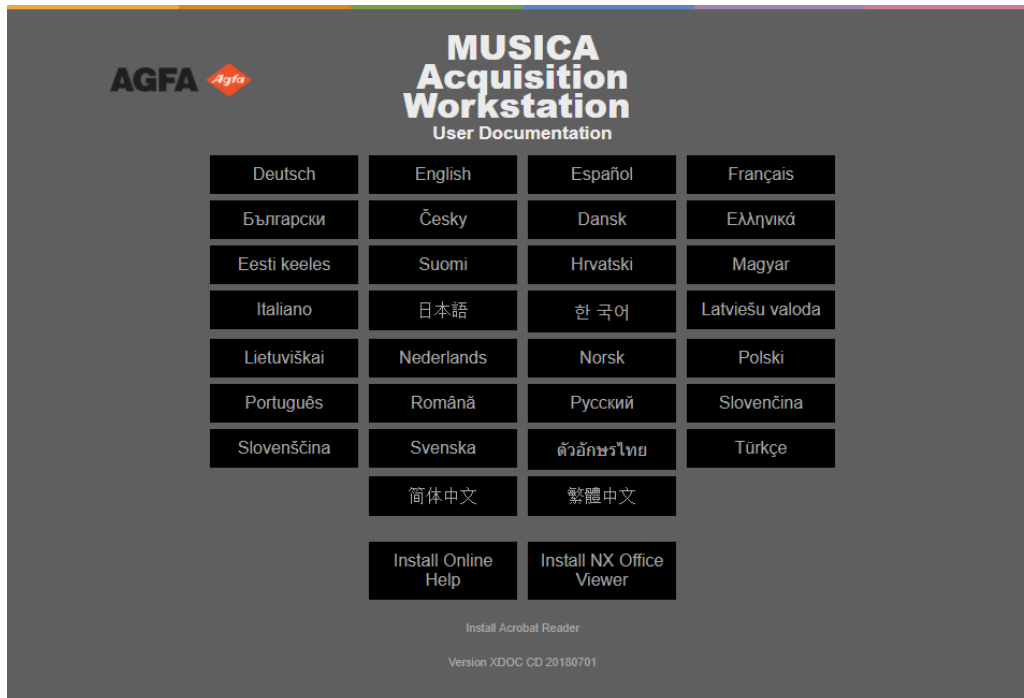 AGFA Agfa
MUSICA
Acquisition
Workstation
User Documentation
Deutsch English Español Français
Български Česky Dansk Ελληνικά
Eesti keeles Suomi Hrvatski Magyar
Italiano 日本語 한 국어 Latviešu valoda
Lietuviškai Nederlands Norsk Polski
Português Română Русский Slovenčina
Slovenščina Svenska ตัวอักษรไทย Türkçe
简体中文 繁體中文
Install Online Install NX Office
Help Viewer
Install Acrobat Reader
Version XDOC CD 20180701